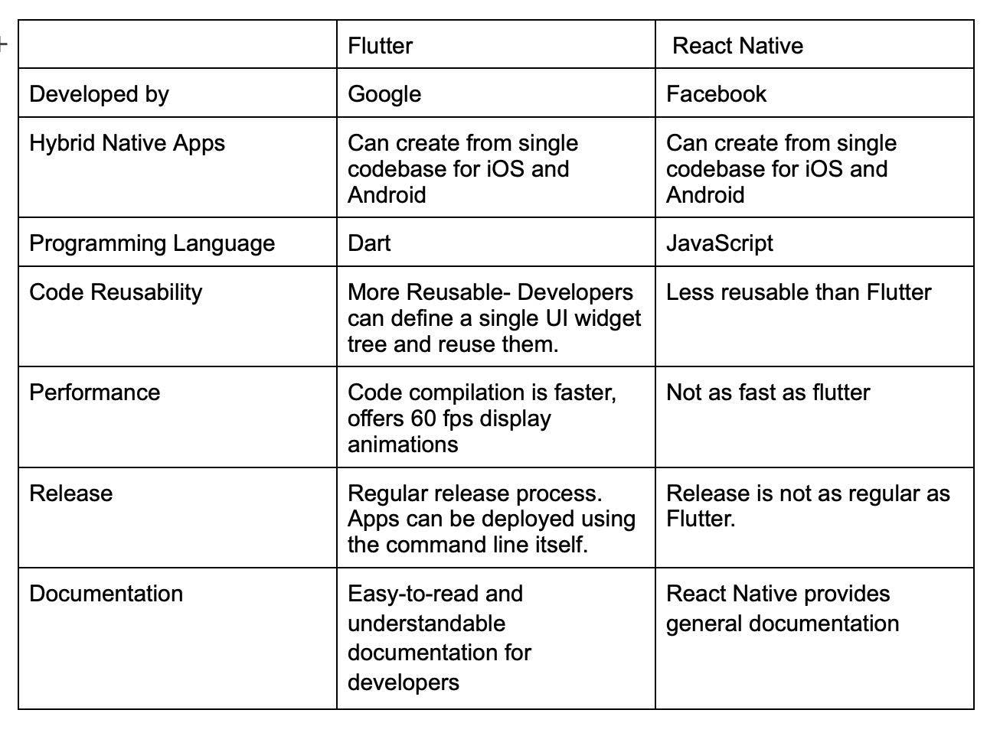 Flutter
React Native
Developed by
Google
Facebook
Hybrid Native Apps
Can create from single
codebase for iOS and
Android
Can create from single
codebase for iOS and
Android
Programming Language
Dart
JavaScript
Code Reusability
More Reusable- Developers
can define a single UI widget
tree and reuse them.
Less reusable than Flutter
Performance
Code compilation is faster,
offers 60 fps display
animations
Not as fast as flutter
Release
Regular release process.
Apps can be deployed using
the command line itself.
Release is not as regular as
Flutter.
Documentation
Easy-to-read and
understandable
documentation for
developers
React Native provides
general documentation